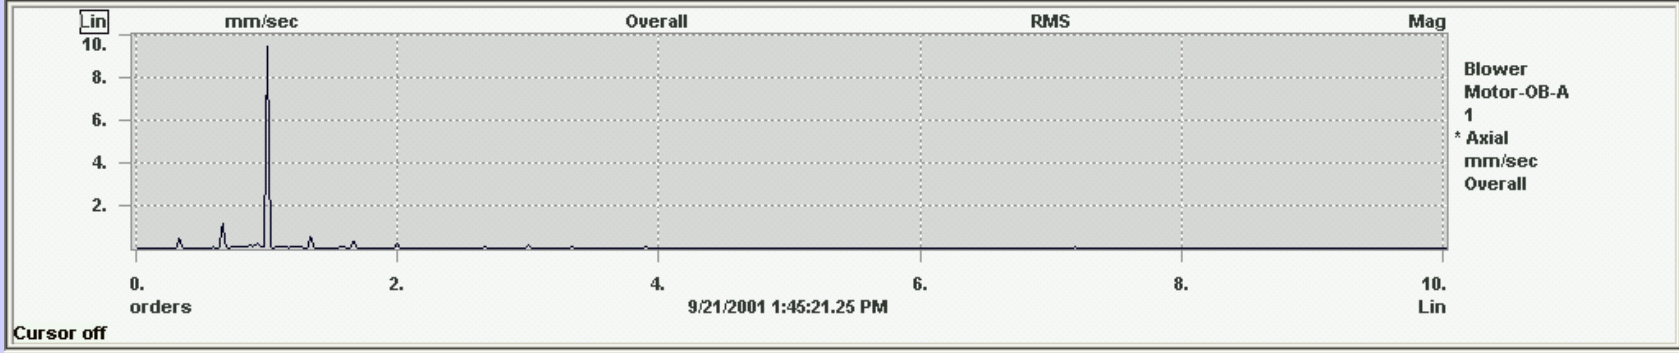 Lin mm/sec Overall RMS Mag
10.
8.
6.
4.
2.
Blower
Motor-OB-A
1
* Axial
mm/sec
Overall
0. 2. 4. 6. 8. 10.
orders 9/21/2001 1:45:21.25 PM Lin
Cursor off